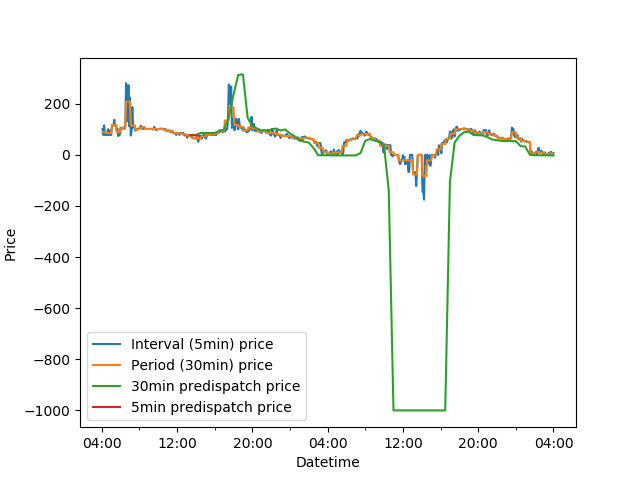 200
0
−200
−400
−600
−800
−1000
Price
Interval (5min) price
Period (30min) price
30min predispatch price
5min predispatch price
04:00 12:00 20:00 04:00 12:00 20:00 04:00
Datetime